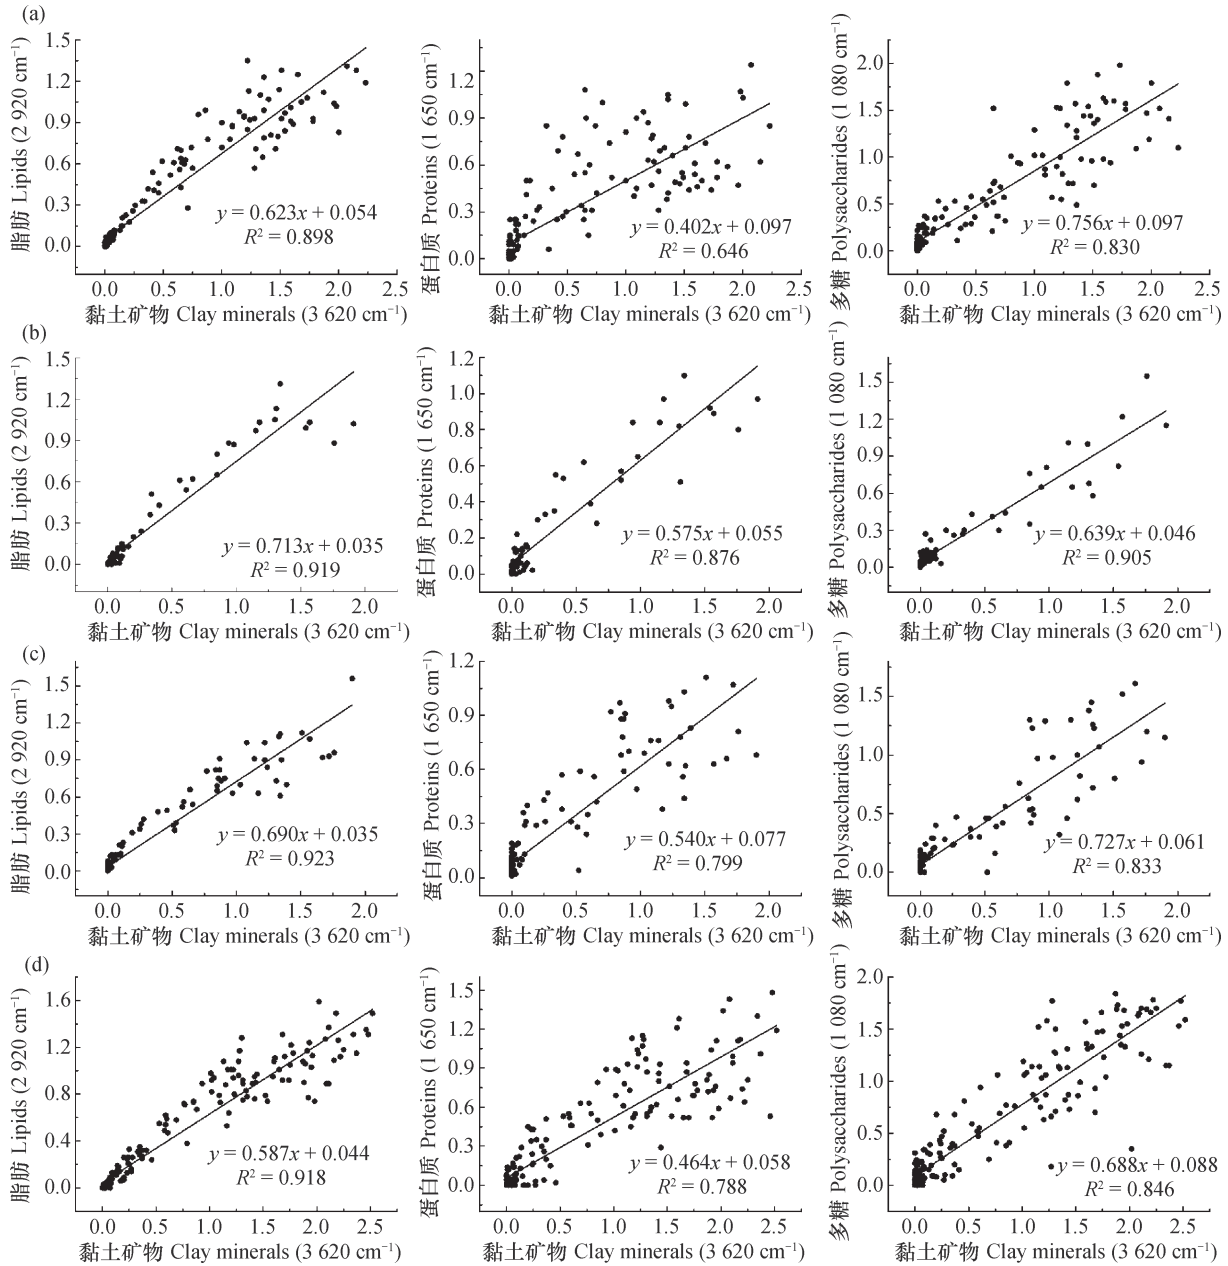 (a)
脂肪 Lipids (2 920 cm⁻¹)
1.5
1.2
0.9
0.6
0.3
0.0
y = 0.623x + 0.054
R² = 0.898
0.0 0.5 1.0 1.5 2.0 2.5
黏土矿物 Clay minerals (3 620 cm⁻¹)
蛋白质 Proteins (1 650 cm⁻¹)
1.2
0.9
0.6
0.3
0.0
y = 0.402x + 0.097
R² = 0.646
0.0 0.5 1.0 1.5 2.0 2.5
黏土矿物 Clay minerals (3 620 cm⁻¹)
多糖 Polysaccharides (1 080 cm⁻¹)
2.0
1.5
1.0
0.5
0.0
y = 0.756x + 0.097
R² = 0.830
0.0 0.5 1.0 1.5 2.0 2.5
黏土矿物 Clay minerals (3 620 cm⁻¹)
(b)
脂肪 Lipids (2 920 cm⁻¹)
1.5
1.2
0.9
0.6
0.3
0.0
y = 0.713x + 0.035
R² = 0.919
0.0 0.5 1.0 1.5 2.0
黏土矿物 Clay minerals (3 620 cm⁻¹)
蛋白质 Proteins (1 650 cm⁻¹)
1.2
1.0
0.8
0.6
0.4
0.2
0.0
y = 0.575x + 0.055
R² = 0.876
0.0 0.5 1.0 1.5 2.0
黏土矿物 Clay minerals (3 620 cm⁻¹)
多糖 Polysaccharides (1 080 cm⁻¹)
1.5
1.2
0.9
0.6
0.3
0.0
y = 0.639x + 0.046
R² = 0.905
0.0 0.5 1.0 1.5 2.0
黏土矿物 Clay minerals (3 620 cm⁻¹)
(c)
脂肪 Lipids (2 920 cm⁻¹)
1.5
1.2
0.9
0.6
0.3
0.0
y = 0.690x + 0.035
R² = 0.923
0.0 0.5 1.0 1.5 2.0
黏土矿物 Clay minerals (3 620 cm⁻¹)
蛋白质 Proteins (1 650 cm⁻¹)
1.2
0.9
0.6
0.3
0.0
y = 0.540x + 0.077
R² = 0.799
0.0 0.5 1.0 1.5 2.0
黏土矿物 Clay minerals (3 620 cm⁻¹)
多糖 Polysaccharides (1 080 cm⁻¹)
1.5
1.0
0.5
0.0
y = 0.727x + 0.061
R² = 0.833
0.0 0.5 1.0 1.5 2.0
黏土矿物 Clay minerals (3 620 cm⁻¹)
(d)
脂肪 Lipids (2 920 cm⁻¹)
1.6
1.2
0.8
0.4
0.0
y = 0.587x + 0.044
R² = 0.918
0.0 0.5 1.0 1.5 2.0 2.5
黏土矿物 Clay minerals (3 620 cm⁻¹)
蛋白质 Proteins (1 650 cm⁻¹)
1.5
1.2
0.9
0.6
0.3
0.0
y = 0.464x + 0.058
R² = 0.788
0.0 0.5 1.0 1.5 2.0 2.5
黏土矿物 Clay minerals (3 620 cm⁻¹)
多糖 Polysaccharides (1 080 cm⁻¹)
2.0
1.5
1.0
0.5
0.0
y = 0.688x + 0.088
R² = 0.846
0.0 0.5 1.0 1.5 2.0 2.5
黏土矿物 Clay minerals (3 620 cm⁻¹)